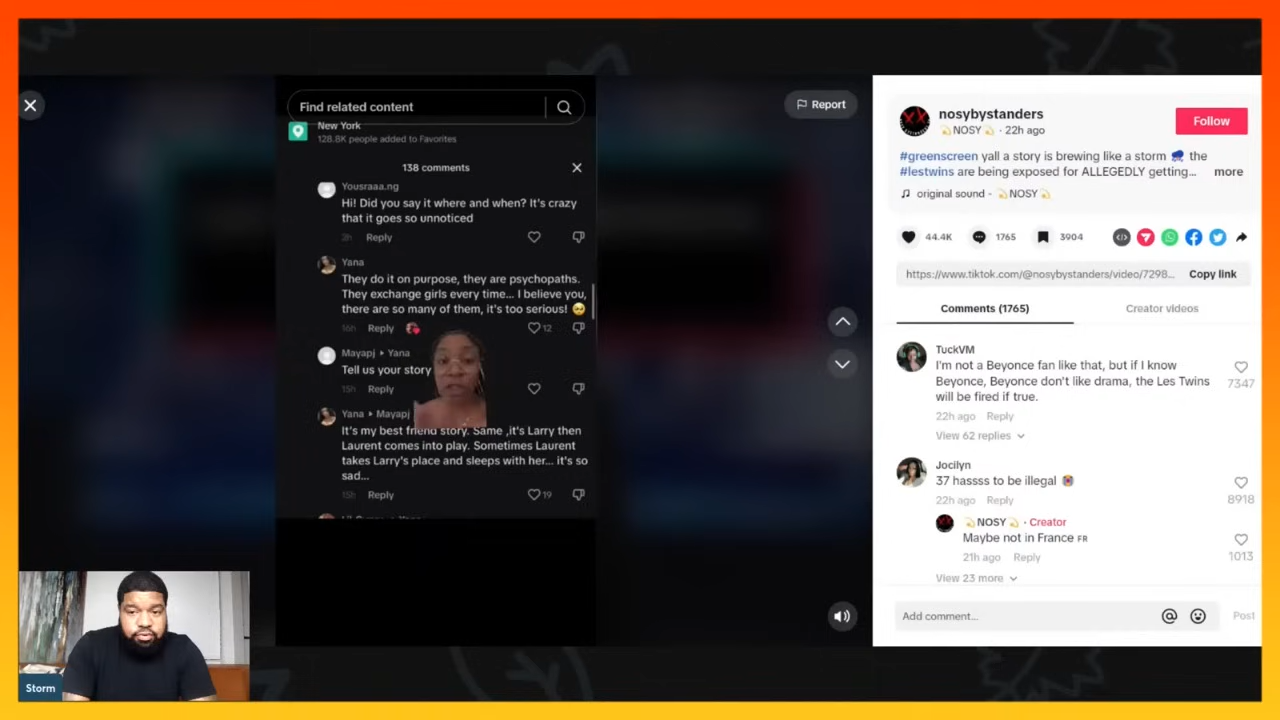 Find related content
New York
128.8K people added to Favorites
138 comments
Yousraaa.ng
Hi! Did you say it where and when? It's crazy
that it goes so unnoticed
2h Reply
Yana
They do it on purpose, they are psychopaths.
They exchange girls every time... I believe you,
there are so many of them, it's too serious! 🥺
16h Reply 12
Mayapj ▸ Yana
Tell us your story
15h Reply
Yana ▸ Mayapj
It's my best friend story. Same ,it's Larry then
Laurent comes into play. Sometimes Laurent
takes Larry's place and sleeps with her... it's so
sad...
15h Reply 19
Report
nosybystanders
💫NOSY💫 · 22h ago
Follow
#greenscreen yall a story is brewing like a storm 🌩️ the
#lestwins are being exposed for ALLEGEDLY getting... more
♫ original sound - 💫NOSY💫
44.4K 1765 3904
https://www.tiktok.com/@nosybystanders/video/7298... Copy link
Comments (1765) Creator videos
TuckVM
I'm not a Beyonce fan like that, but if I know
Beyonce, Beyonce don't like drama, the Les Twins
will be fired if true.
7347
22h ago Reply
View 62 replies
Jocilyn
37 hassss to be illegal
22h ago Reply
8918
💫NOSY💫 · Creator
Maybe not in France FR
21h ago Reply
1013
View 23 more
Add comment... @ Post
Storm